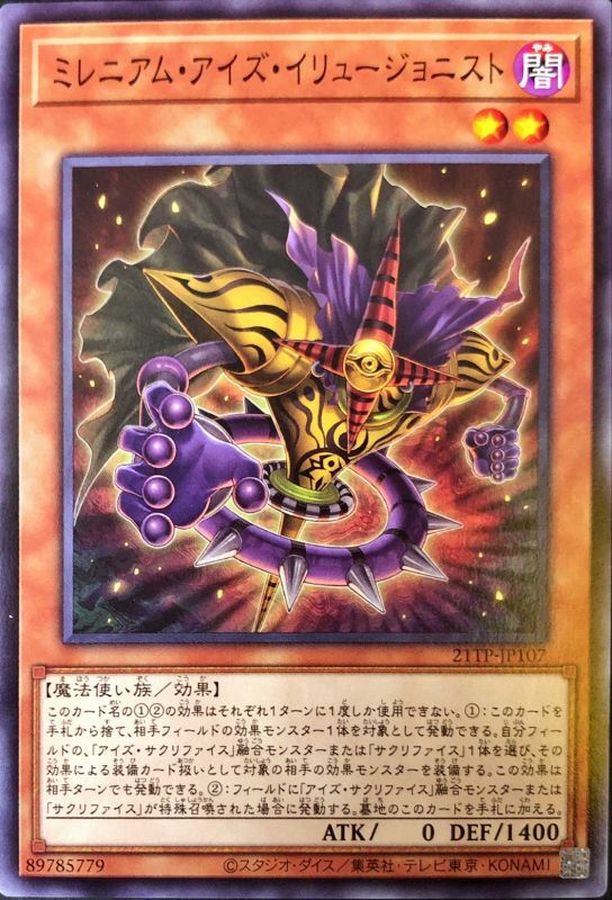 ミレニアム・アイズ・イリュージョニスト
闇
21TP-JP107
【魔法使い族/効果】
このカード名の①②の効果はそれぞれ1ターンに1度しか使用できない。①:このカードを
手札から捨て、相手フィールドの効果モンスター1体を対象として発動できる。自分フィ
ールドの、「アイズ・サクリファイス」融合モンスターまたは「サクリファイス」1体を選び、その
効果による装備カード扱いとして対象の相手の効果モンスターを装備する。この効果は
相手ターンでも発動できる。②:フィールドに「アイズ・サクリファイス」融合モンスターまたは
「サクリファイス」が特殊召喚された場合に発動する。墓地のこのカードを手札に加える。
ATK/ 0 DEF/1400
89785779 ©スタジオ・ダイス/集英社・テレビ東京・KONAMI